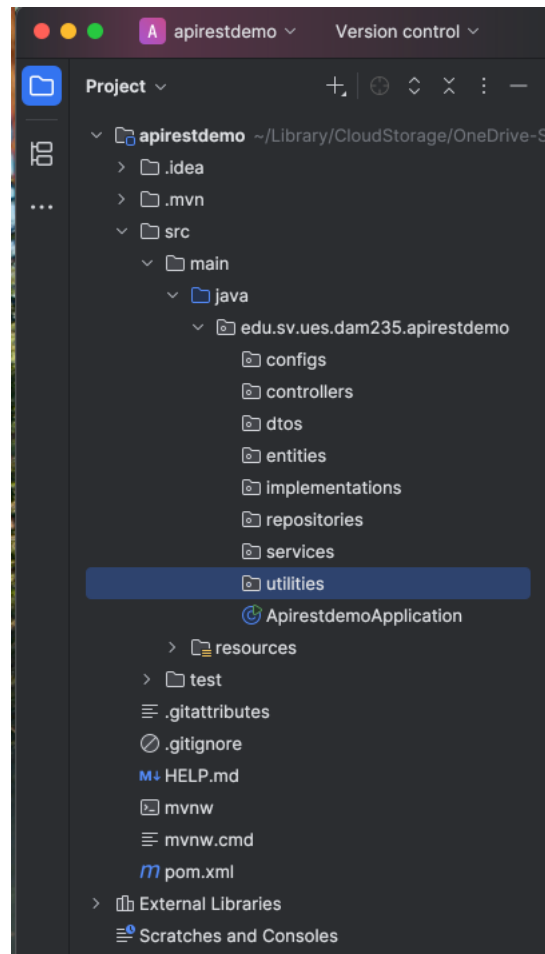 A apirestdemo Version control
Project
apirestdemo ~/Library/CloudStorage/OneDrive-S
.idea
.mvn
src
main
java
edu.sv.ues.dam235.apirestdemo
configs
controllers
dtos
entities
implementations
repositories
services
utilities
ApirestdemoApplication
resources
test
.gitattributes
.gitignore
M↓ HELP.md
mvnw
mvnw.cmd
m pom.xml
External Libraries
Scratches and Consoles